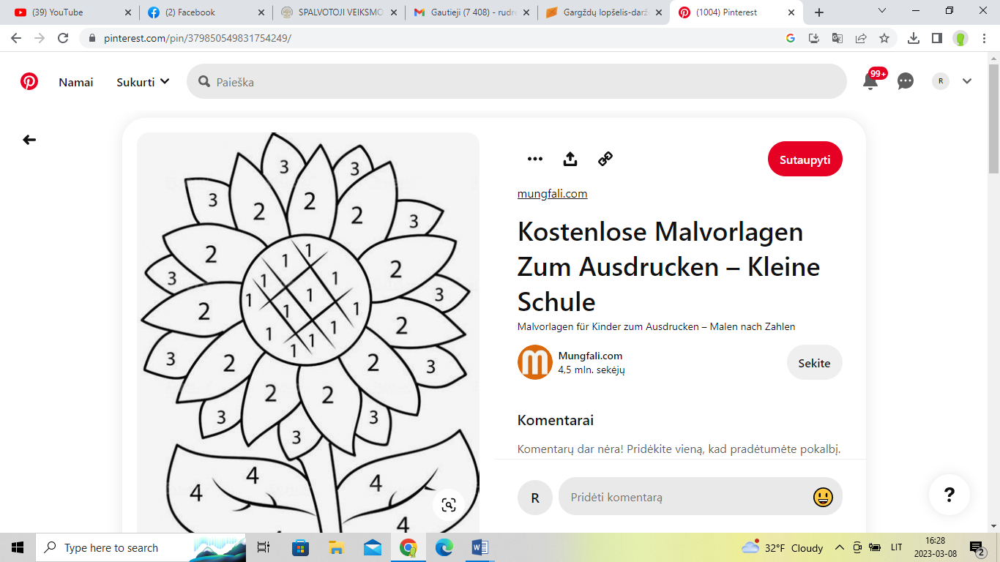 (39) YouTube
(2) Facebook
SPALVOTOJI VEIKSMO
Gautieji (7 408) - rudre
Gargždų lopšelis-darž
(1004) Pinterest
pinterest.com/pin/379850549831754249/
Namai
Sukurti
Paieška
99+
R
3
3
3
2
2
2
3
3
2
1
1
2
3
1
1
3
2
1
1
1
2
1
2
1
1
1
1
3
2
2
3
2
2
3
3
3
4
4
4
4
Sutaupyti
mungfali.com
Kostenlose Malvorlagen
Zum Ausdrucken – Kleine
Schule
Malvorlagen für Kinder zum Ausdrucken – Malen nach Zahlen
Mungfali.com
4,5 mln. sekėjų
Sekite
Komentarai
Komentarų dar nėra! Pridėkite vieną, kad pradėtumėte pokalbį.
R
Pridėti komentarą
?
Type here to search
32°F Cloudy
LIT
16:28
2023-03-08
2